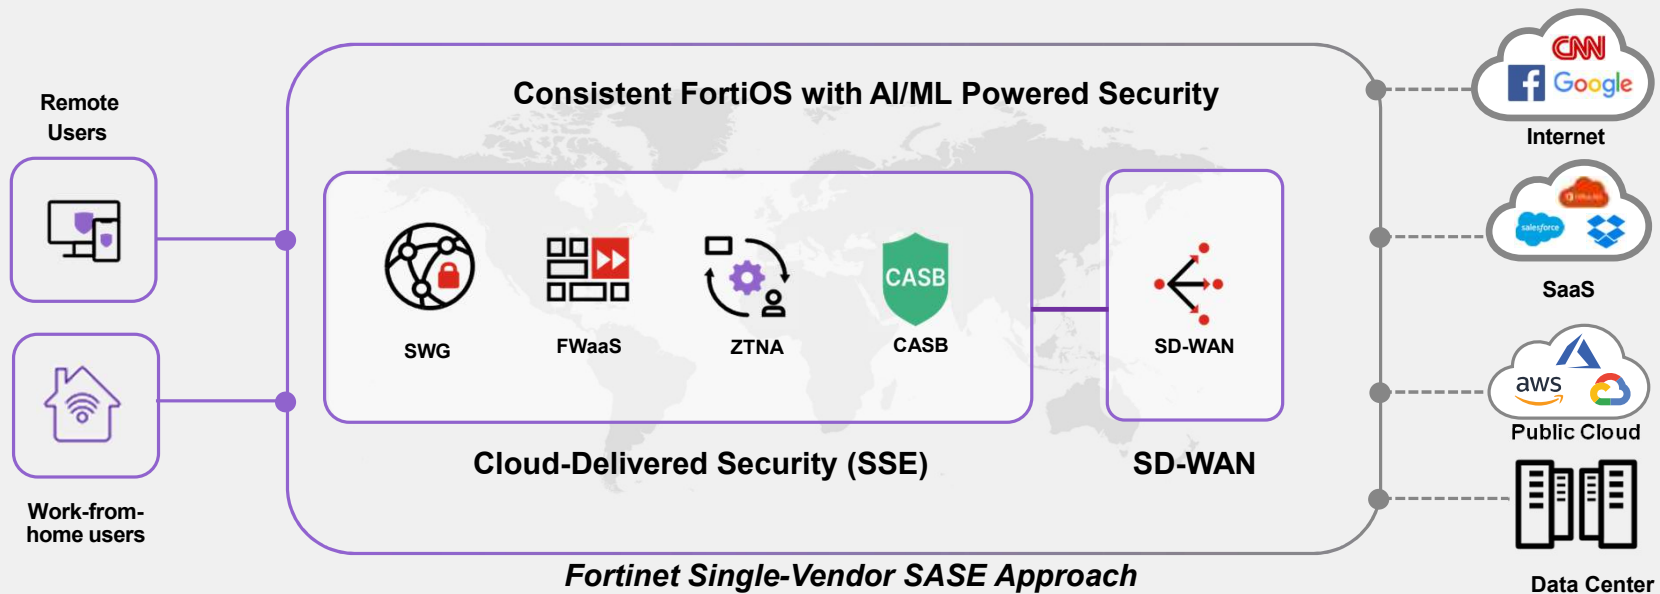 Consistent FortiOS with AI/ML Powered Security
Remote
Users
Work-from-
home users
SWG
FWaaS
ZTNA
CASB
CASB
SD-WAN
Cloud-Delivered Security (SSE)
SD-WAN
Fortinet Single-Vendor SASE Approach
CNN
Google
Internet
salesforce
SaaS
aws
Public Cloud
Data Center